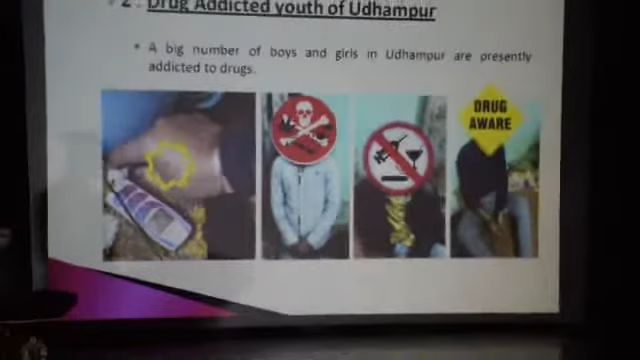 2. Drug Addicted youth of Udhampur
• A big number of boys and girls in Udhampur are presently
addicted to drugs.
DRUG
AWARE